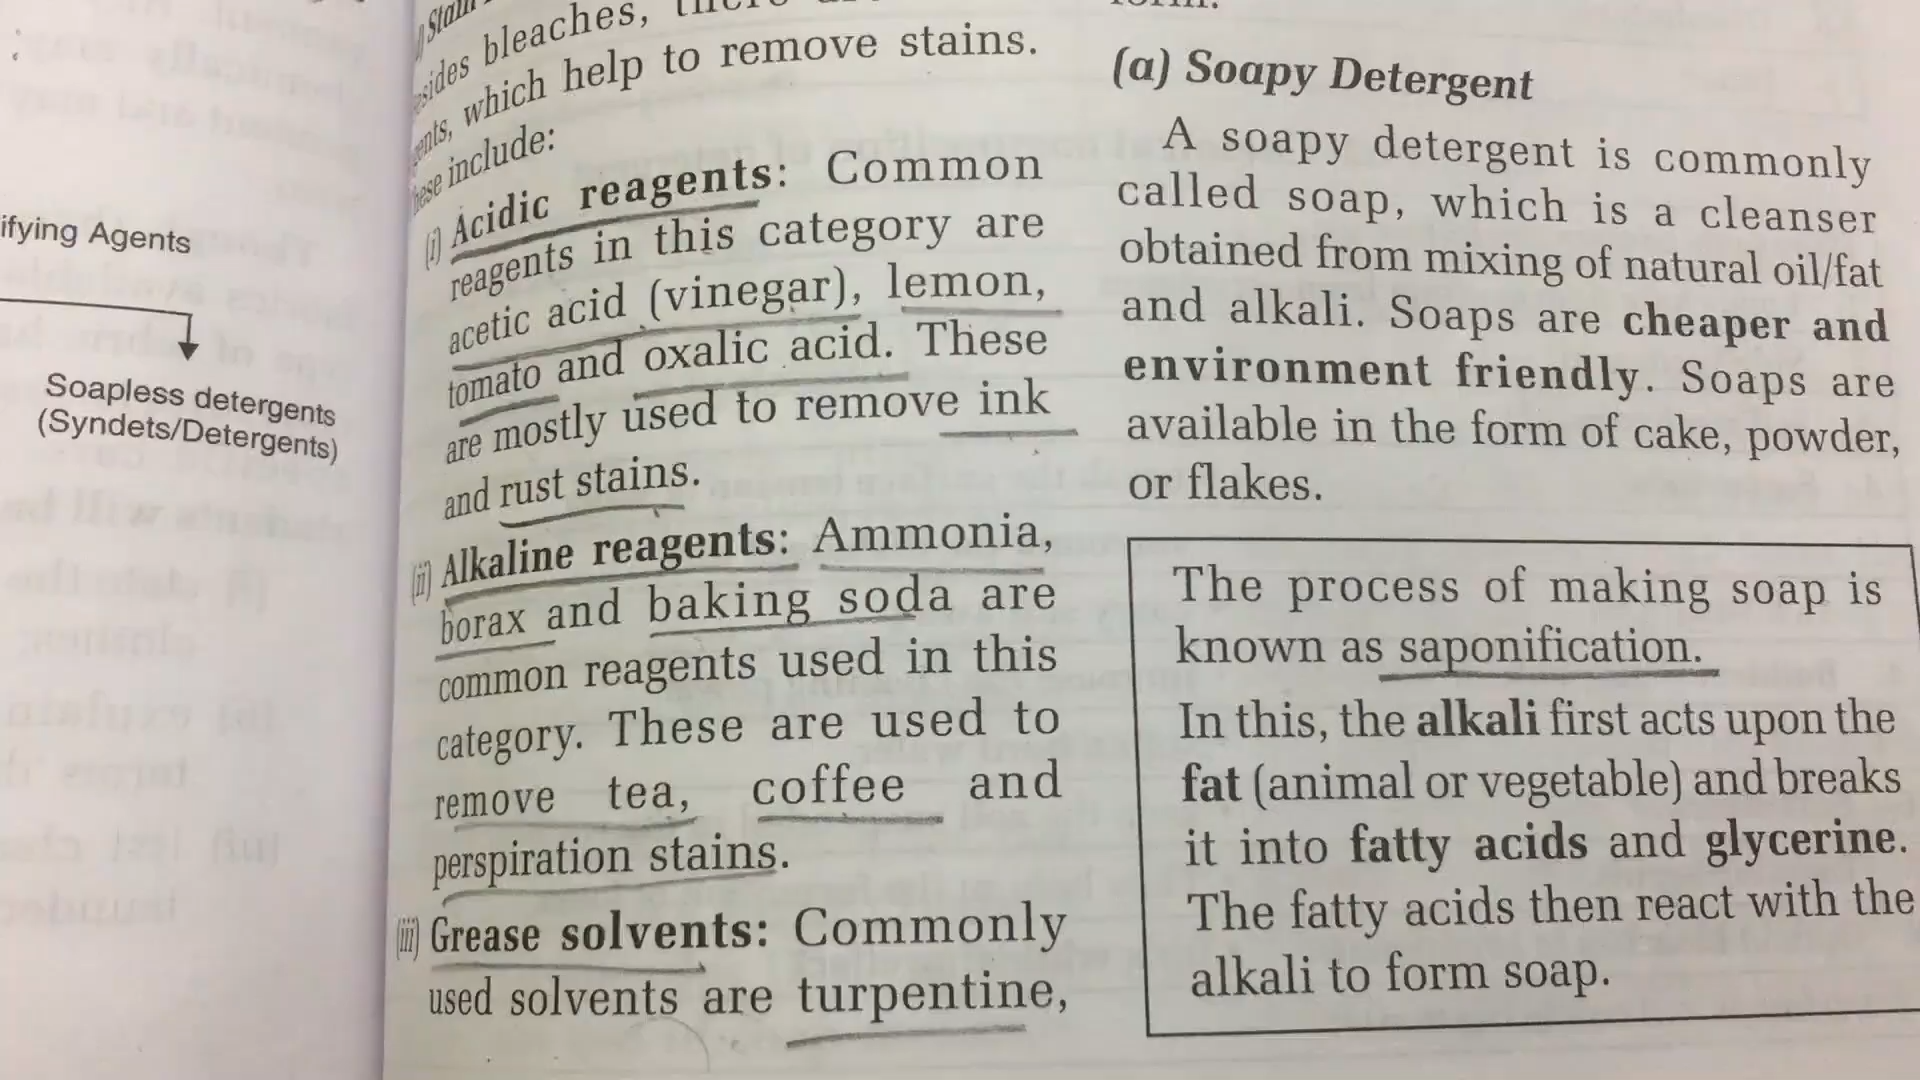 ifying Agents
Soapless detergents
(Syndets/Detergents)
bleaches,
which help to remove stains.
include:
(i) Acidic reagents: Common
reagents in this category are
acetic acid (vinegar), lemon,
tomato and oxalic acid. These
are mostly used to remove ink
and rust stains.
(ii) Alkaline reagents: Ammonia,
borax and baking soda are
common reagents used in this
category. These are used to
remove tea, coffee and
perspiration stains.
(iii) Grease solvents: Commonly
used solvents are turpentine,
(a) Soapy Detergent
A soapy detergent is commonly
called soap, which is a cleanser
obtained from mixing of natural oil/fat
and alkali. Soaps are cheaper and
environment friendly. Soaps are
available in the form of cake, powder,
or flakes.
The process of making soap is
known as saponification.
In this, the alkali first acts upon the
fat (animal or vegetable) and breaks
it into fatty acids and glycerine.
The fatty acids then react with the
alkali to form soap.